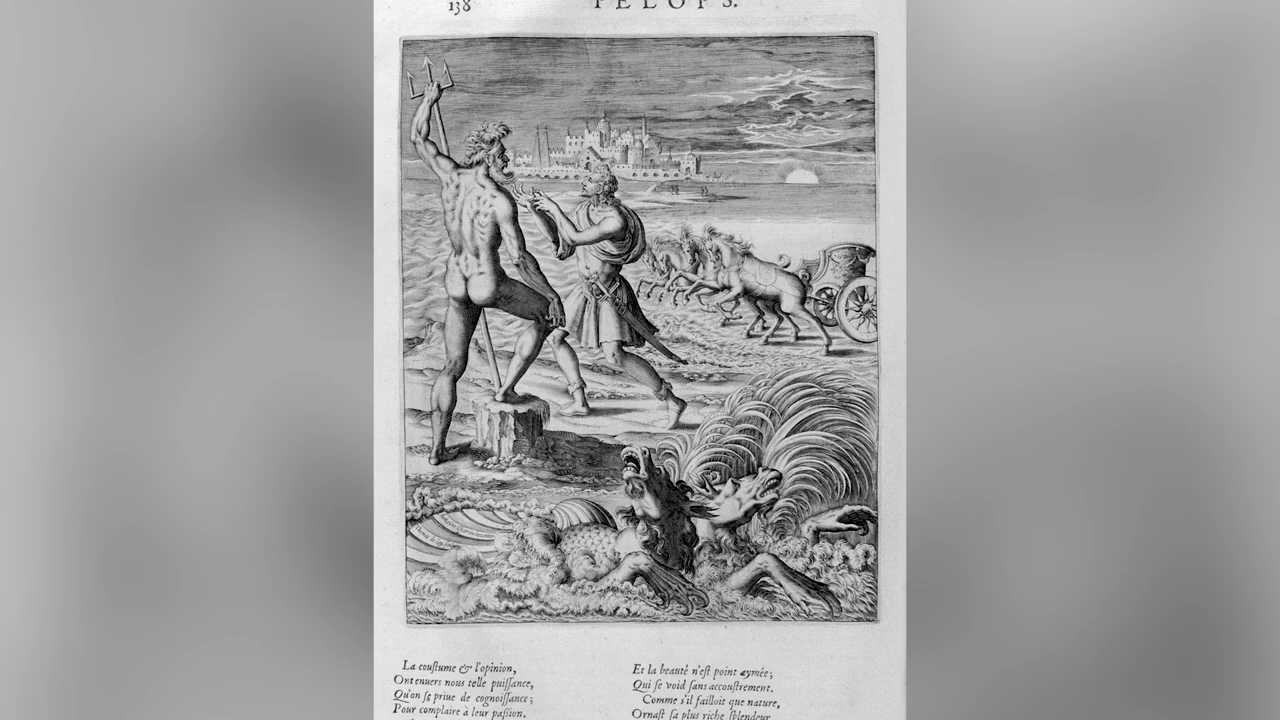 138
PELOPS.
La couſtume & l'opinion,
Ont enuers nous telle puiſſance,
Qu'on ſe priue de cognoiſſance;
Pour complaire à leur paſsion.
Et la beauté n'eſt point aymée;
Qui ſe void ſans accouſtrement.
Comme s'il failloit que nature,
Ornaſt ſa plus riche ſplendeur